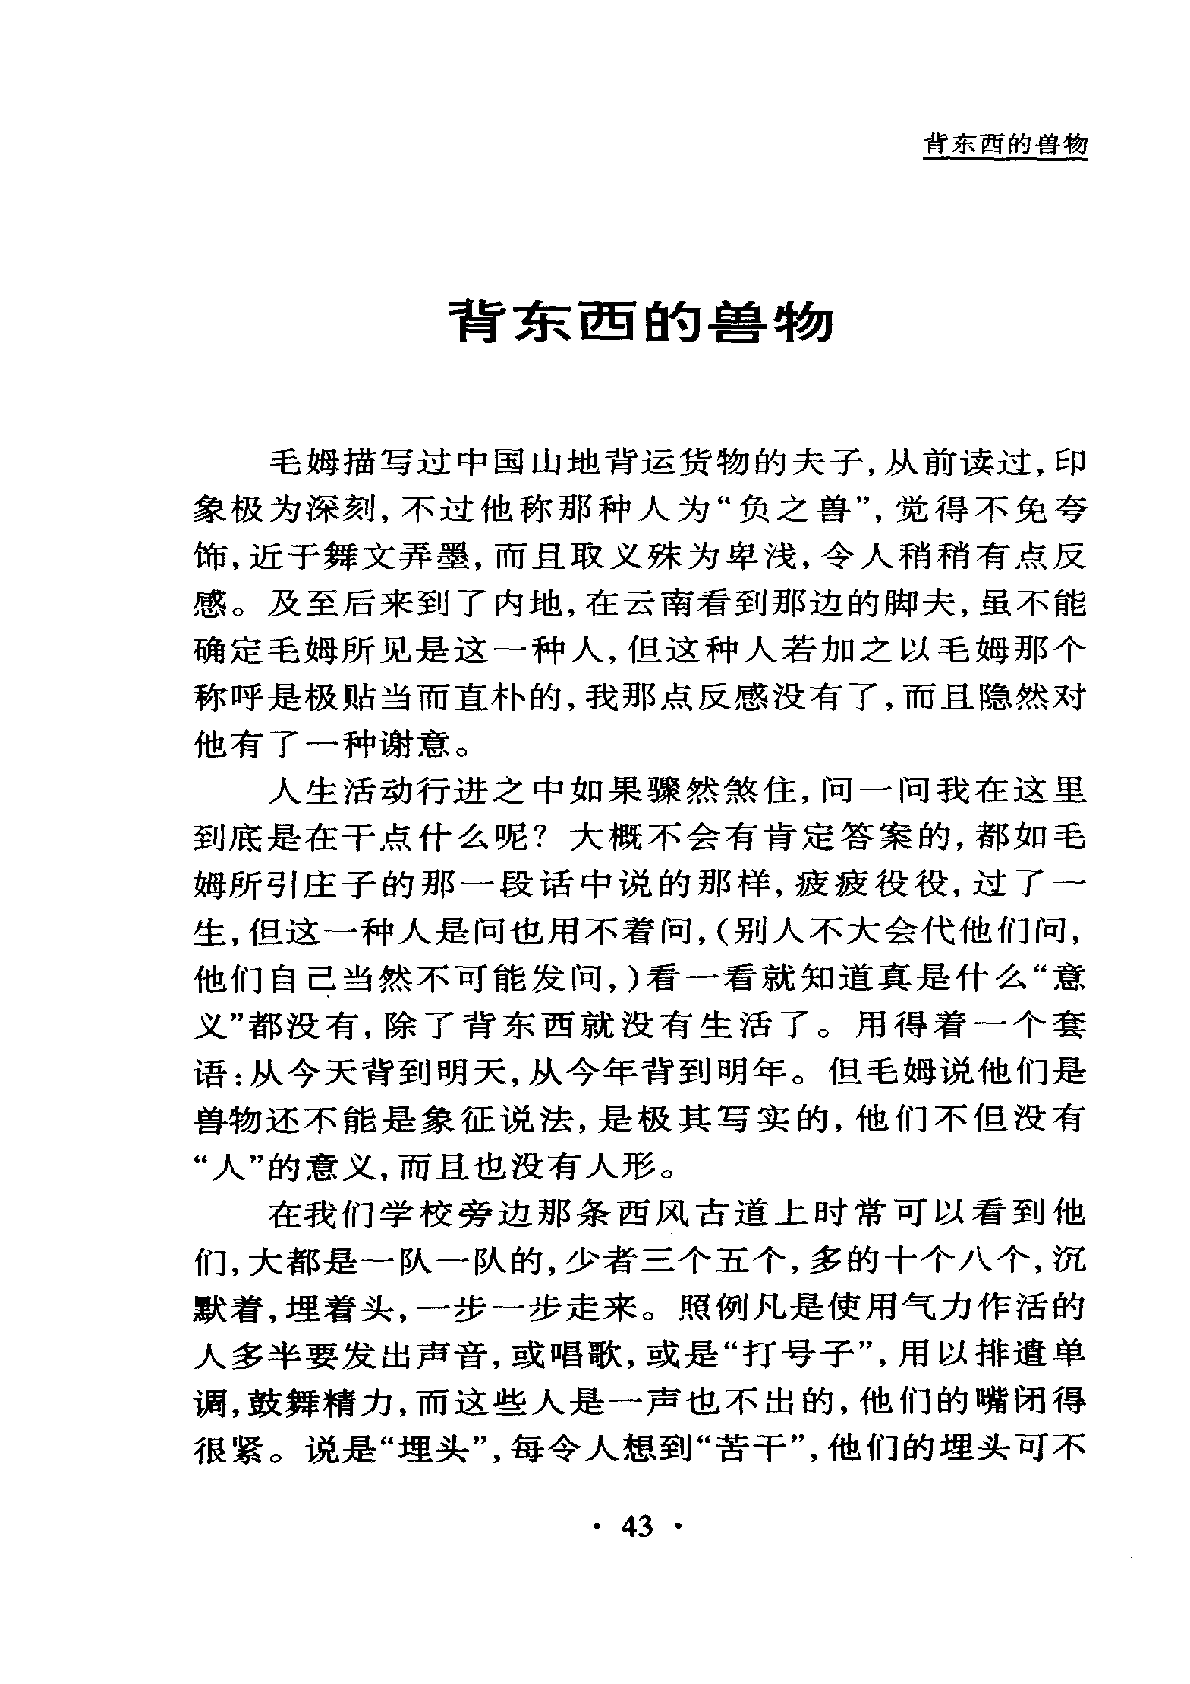 背东西的兽物
背东西的兽物
毛姆描写过中国山地背运货物的夫子,从前读过,印
象极为深刻,不过他称那种人为“负之兽”,觉得不免夸
饰,近于舞文弄墨,而且取义殊为卑浅,令人稍稍有点反
感。及至后来到了内地,在云南看到那边的脚夫,虽不能
确定毛姆所见是这一种人,但这种人若加之以毛姆那个
称呼是极贴当而直朴的,我那点反感没有了,而且隐然对
他有了一种谢意。
人生活动行进之中如果骤然煞住,问一问我在这里
到底是在干点什么呢? 大概不会有肯定答案的,都如毛
姆所引庄子的那一段话中说的那样,疲疲役役,过了一
生,但这一种人是问也用不着问,(别人不大会代他们问,
他们自己当然不可能发问,)看一看就知道真是什么“意
义”都没有,除了背东西就没有生活了。用得着一个套
语:从今天背到明天,从今年背到明年。但毛姆说他们是
兽物还不能是象征说法,是极其写实的,他们不但没有
“人”的意义,而且也没有人形。
在我们学校旁边那条西风古道上时常可以看到他
们,大都是一队一队的,少者三个五个,多的十个八个,沉
默着,埋着头,一步一步走来。照例凡是使用气力作活的
人多半要发出声音,或唱歌,或是“打号子”,用以排遣单
调,鼓舞精力,而这些人是一声也不出的,他们的嘴闭得
很紧。说是“埋头”,每令人想到“苦干”,他们的埋头可不
· 43 ·